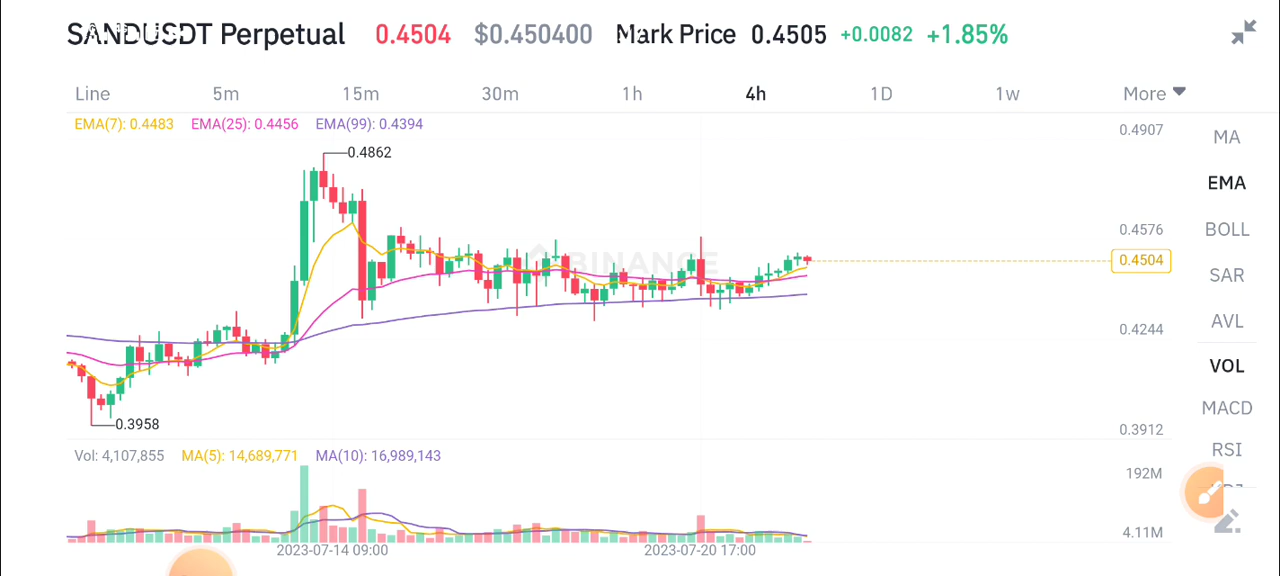 SANDUSDT Perpetual 0.4504 $0.450400 Mark Price 0.4505 +0.0082 +1.85%
Line 5m 15m 30m 1h 4h 1D 1w More
EMA(7): 0.4483 EMA(25): 0.4456 EMA(99): 0.4394
0.4907
MA
0.4862
EMA
0.4576
BOLL
BINANCE
0.4504
SAR
AVL
0.4244
VOL
MACD
0.3958
0.3912
RSI
Vol: 4,107,855 MA(5): 14,689,771 MA(10): 16,989,143
192M
4.11M
2023-07-14 09:00 2023-07-20 17:00